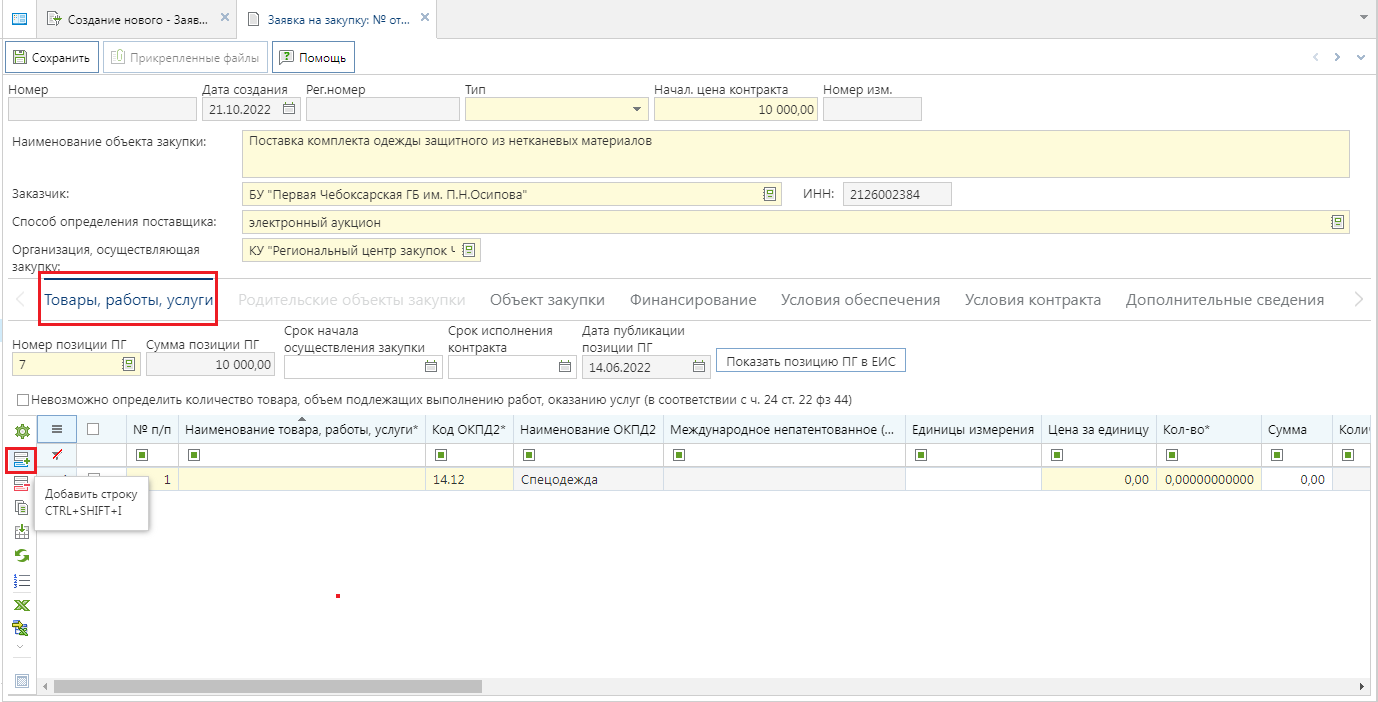 Создание нового - Заяв...
Заявка на закупку: № от...
Сохранить
Прикрепленные файлы
Помощь
Номер
Дата создания
Рег.номер
Тип
Начал. цена контракта
Номер изм.
21.10.2022
10 000,00
Наименование объекта закупки:
Поставка комплекта одежды защитного из нетканевых материалов
Заказчик:
БУ "Первая Чебоксарская ГБ им. П.Н.Осипова"
ИНН:
2126002384
Способ определения поставщика:
электронный аукцион
Организация, осуществляющая
закупку:
КУ "Региональный центр закупок Ч
Товары, работы, услуги
Родительские объекты закупки
Объект закупки
Финансирование
Условия обеспечения
Условия контракта
Дополнительные сведения
Номер позиции ПГ
Сумма позиции ПГ
Срок начала
осуществления закупки
Срок исполнения
контракта
Дата публикации
позиции ПГ
7
10 000,00
14.06.2022
Показать позицию ПГ в ЕИС
Невозможно определить количество товара, объем подлежащих выполнению работ, оказанию услуг (в соответствии с ч. 24 ст. 22 фз 44)
№ п/п
Наименование товара, работы, услуги*
Код ОКПД2*
Наименование ОКПД2
Международное непатентованное (...
Единицы измерения
Цена за единицу
Кол-во*
Сумма
Коли
1
14.12
Спецодежда
0,00
0,00000000000
0,00
Добавить строку
CTRL+SHIFT+I